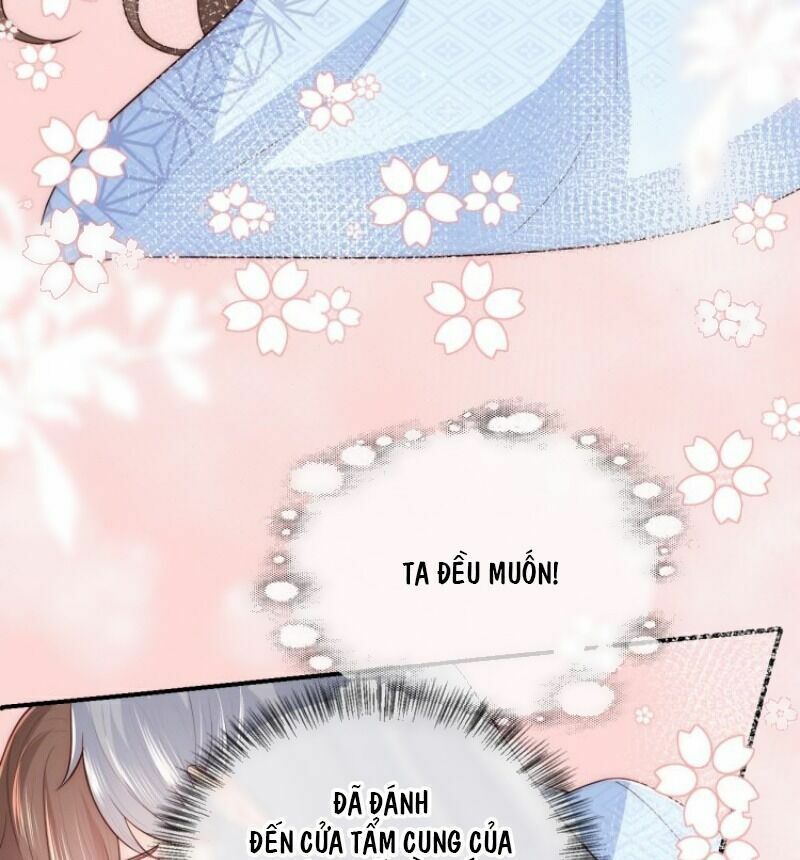 TA ĐỀU MUỐN!
ĐÃ ĐÁNH
ĐẾN CỬA TẨM CUNG CỦA